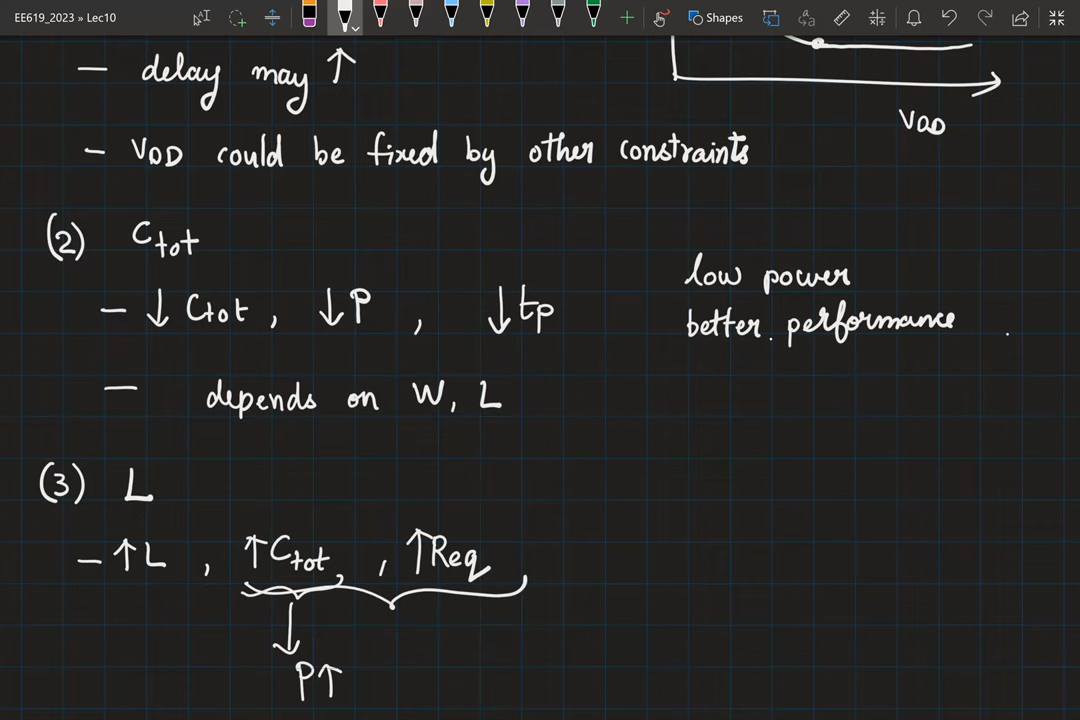 EE619_2023 » Lec10
Shapes
— delay may ↑
VDD
- VDD could be fixed by other constraints
(2) Ctot
- ↓ Ctot, ↓P, ↓tp
low power
better performance
— depends on W, L
(3) L
- ↑L, ↑Ctot, ↑Req
P↑